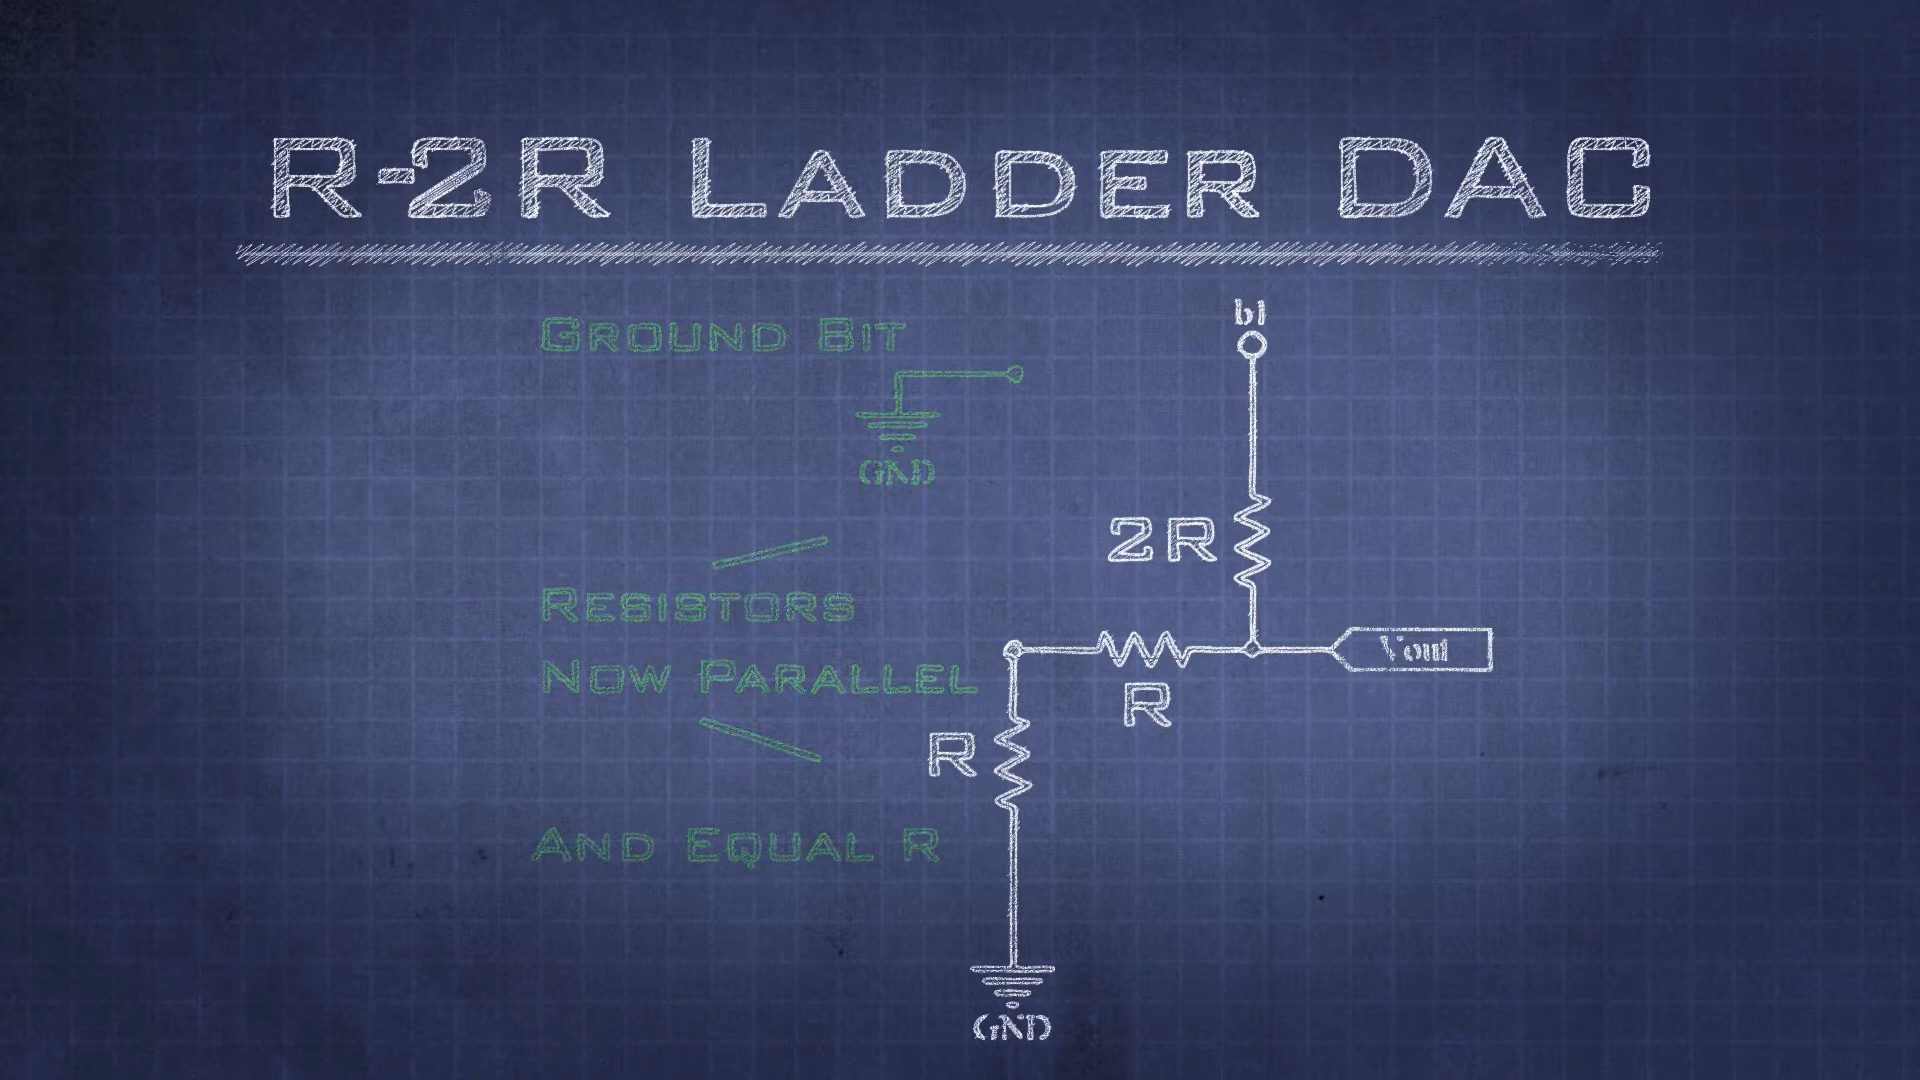 R-2R LADDER DAC
GROUND BIT
GND
RESISTORS
NOW PARALLEL
AND EQUAL R
b1
2R
Vout
R
R
GND